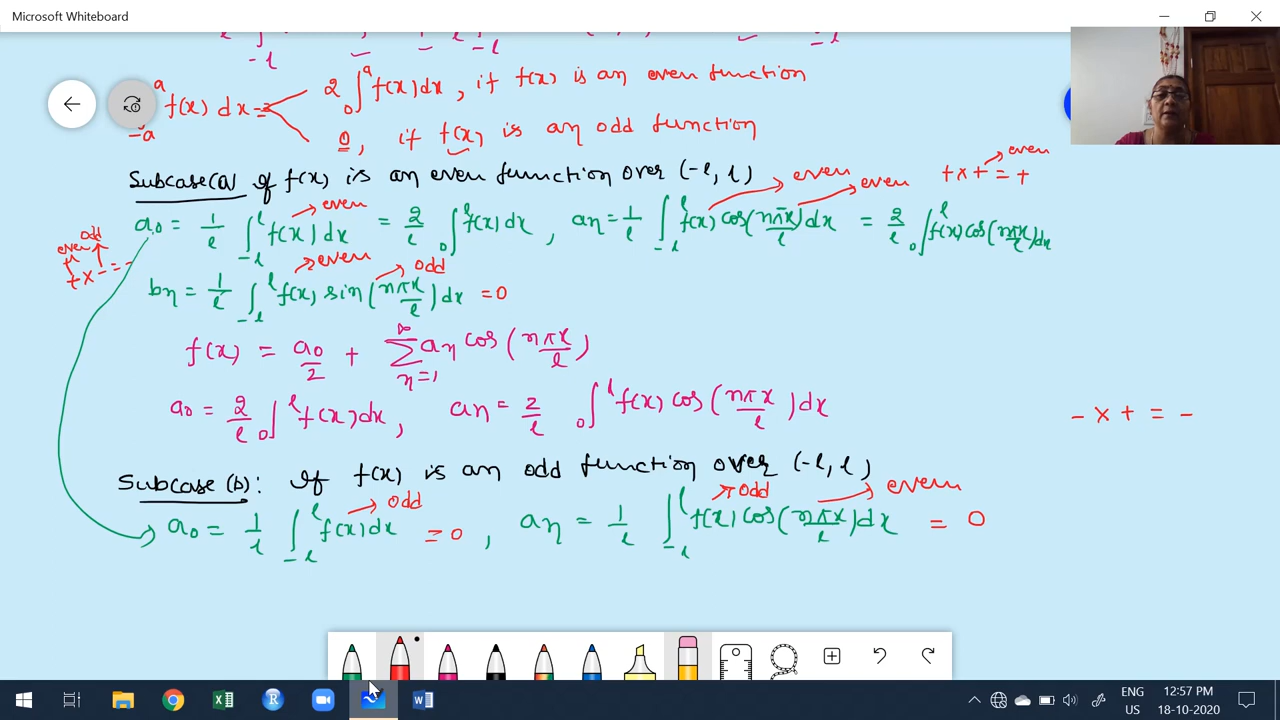 Microsoft Whiteboard
∫_{-a}^{a} f(x) dx = 2 ∫_0^a f(x) dx, if f(x) is an even function
0, if f(x) is an odd function
Subcase(a) If f(x) is an even function over (-l, l)
+ x + = + even
a0 = 1/l ∫_{-l}^{l} f(x) dx = 2/l ∫_0^l f(x) dx, an = 1/l ∫_{-l}^{l} f(x) cos(nπx/l) dx = 2/l ∫_0^l f(x) cos(nπx/l) dx
even even even
even odd
+ x - = -
bn = 1/l ∫_{-l}^{l} f(x) sin(nπx/l) dx = 0
even odd
f(x) = a0/2 + ∑_{n=1}^{∞} an cos(nπx/l)
a0 = 2/l ∫_0^l f(x) dx, an = 2/l ∫_0^l f(x) cos(nπx/l) dx
- x + = -
Subcase (b): If f(x) is an odd function over (-l, l)
a0 = 1/l ∫_{-l}^{l} f(x) dx = 0, an = 1/l ∫_{-l}^{l} f(x) cos(nπx/l) dx = 0
odd odd even
ENG
US
12:57 PM
18-10-2020